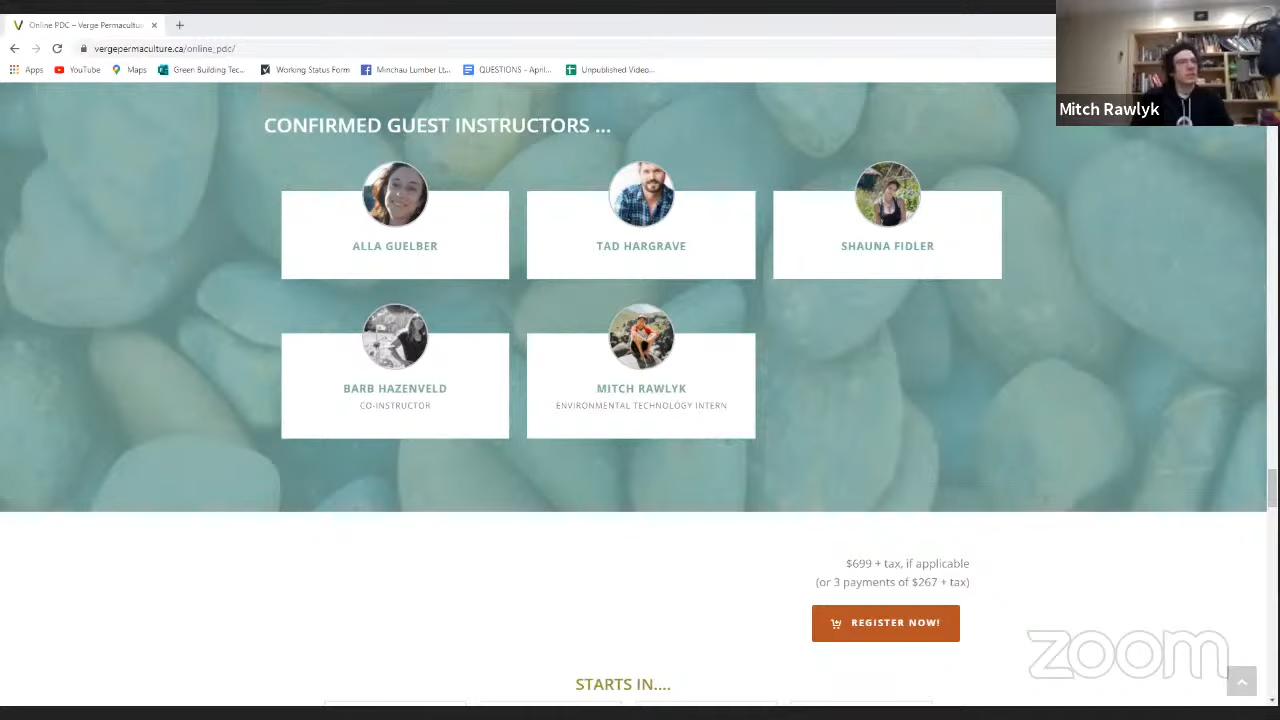 Online PDC – Verge Permacultu
vergepermaculture.ca/online_pdc/
Apps
YouTube
Maps
Green Building Tec...
Working Status Form
Minchau Lumber Lt...
QUESTIONS - April...
Unpublished Video...
Mitch Rawlyk
CONFIRMED GUEST INSTRUCTORS ...
ALLA GUELBER
TAD HARGRAVE
SHAUNA FIDLER
BARB HAZENVELD
CO-INSTRUCTOR
MITCH RAWLYK
ENVIRONMENTAL TECHNOLOGY INTERN
$699 + tax, if applicable
(or 3 payments of $267 + tax)
REGISTER NOW!
zoom
STARTS IN....